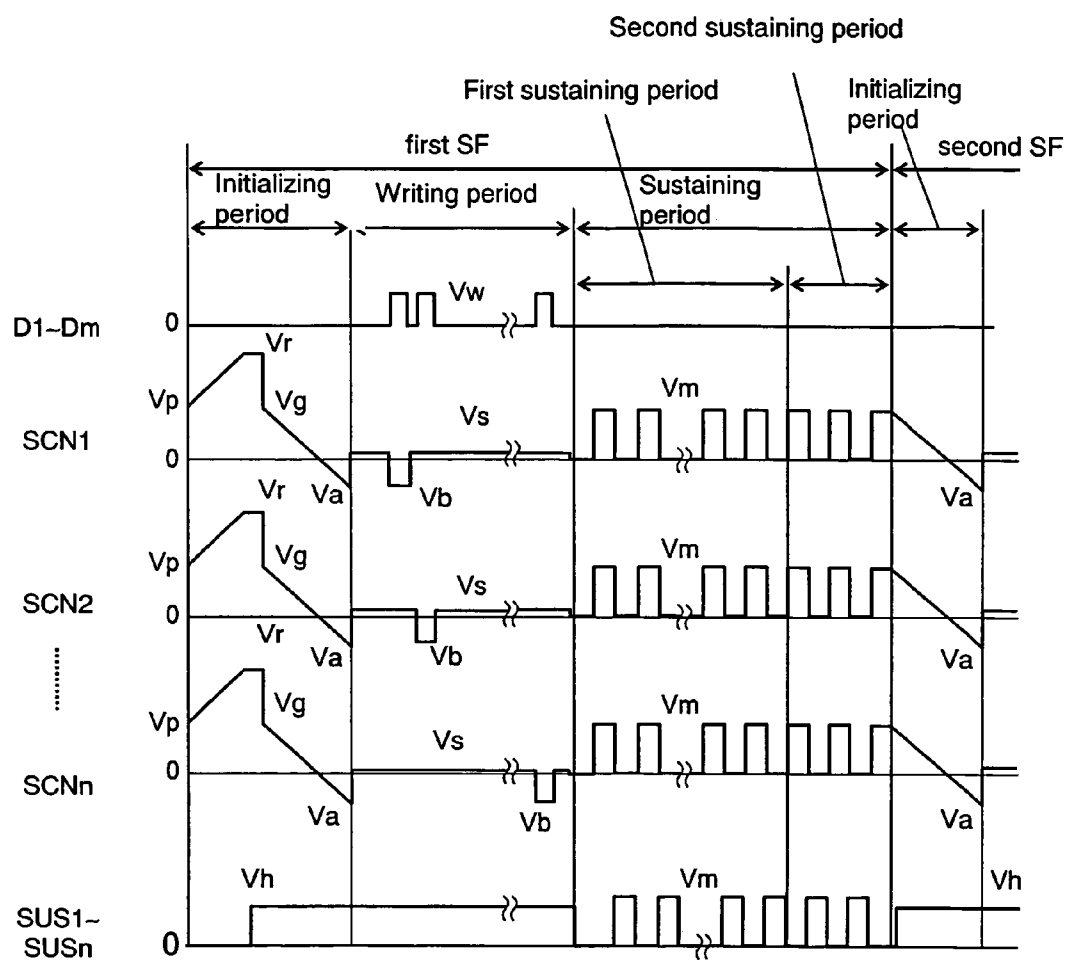 Second sustaining period
First sustaining period
Initializing
period
first SF
second SF
Initializing
period
Writing period
Sustaining
period
D1~Dm
0
Vw
Vr
Vp
Vg
Vs
Vm
SCN1
0
Va
Vb
Va
Vr
Vp
Vg
Vs
Vm
SCN2
0
Va
Vb
Va
Vr
Vp
Vg
Vs
Vm
SCNn
0
Va
Vb
Va
Vh
Vm
Vh
SUS1~
SUSn
0